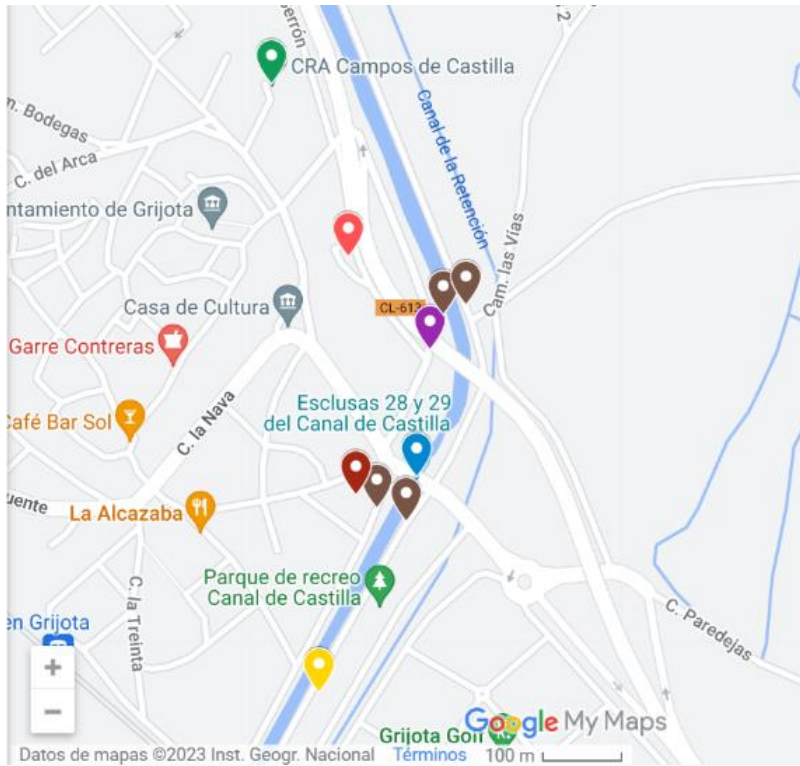 errón
CRA Campos de Castilla
2
n. Bodegas
C. del Arca
Canal de la Retención
ntamiento de Grijota
Cam. las Vías
Casa de Cultura
CL-613
Garre Contreras
Esclusas 28 y 29
del Canal de Castilla
Café Bar Sol
C. la Nava
uente
La Alcazaba
Parque de recreo
Canal de Castilla
C. la Treinta
en Grijota
C. Paredejas
+
−
Google My Maps
Grijota Golf
Datos de mapas ©2023 Inst. Geogr. Nacional Términos 100 m